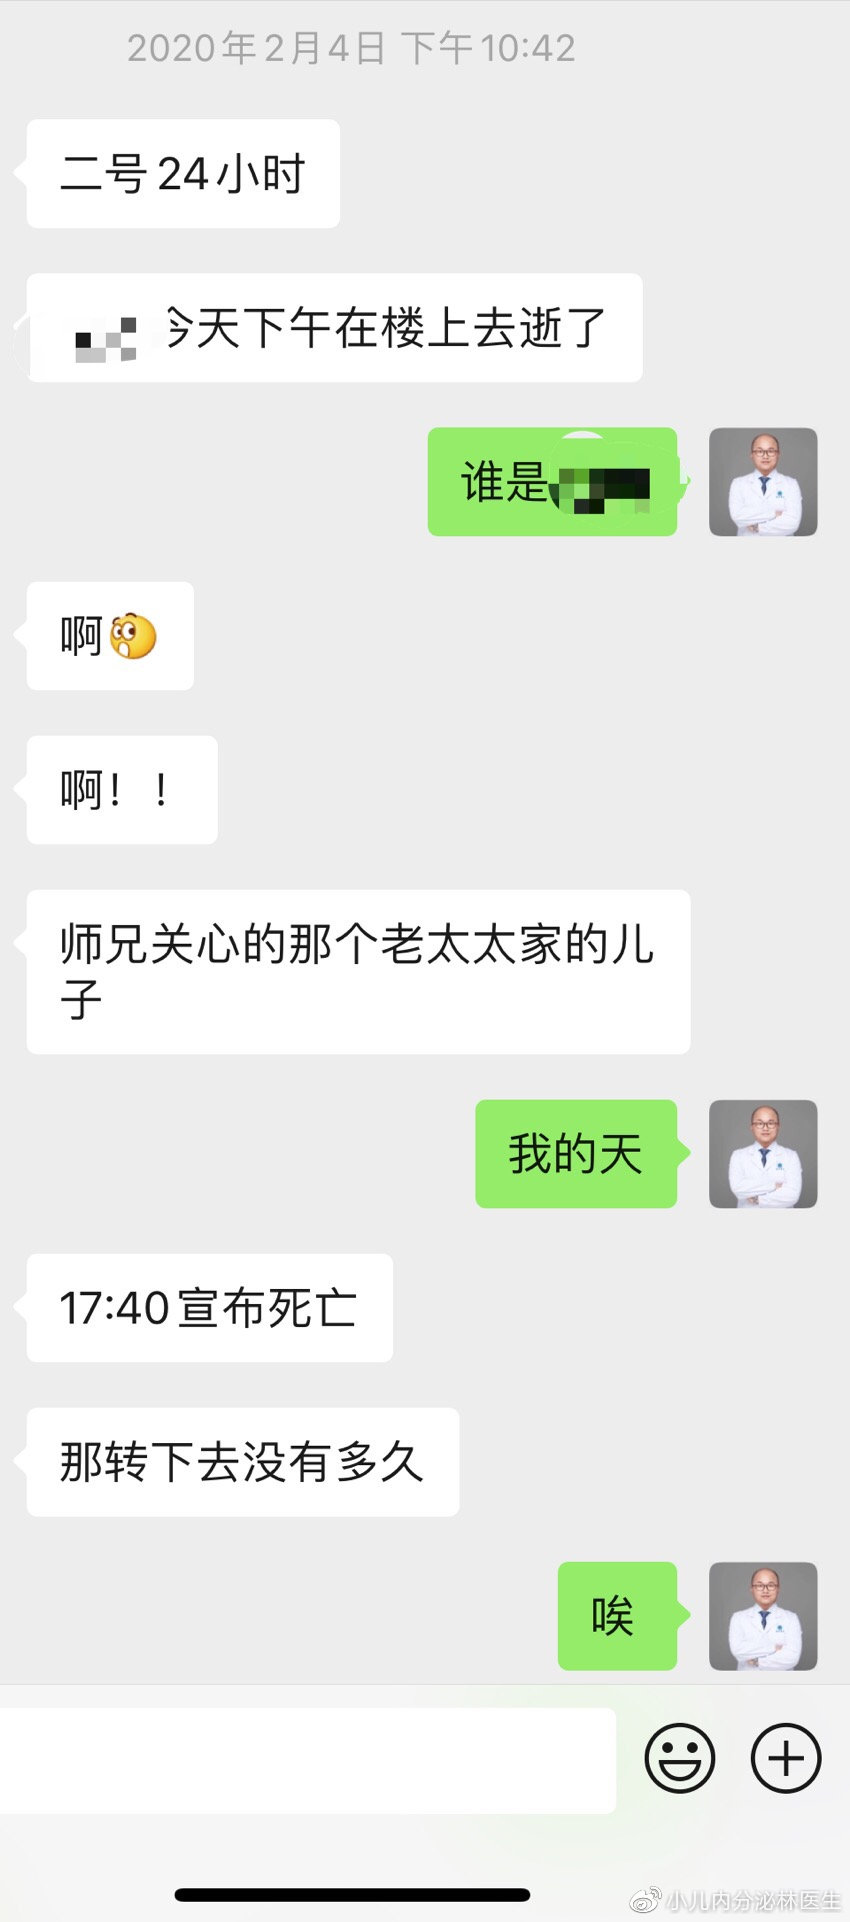 2020年2月4日 下午10:42
二号24小时
今天下午在楼上去逝了
谁是
啊
啊！！
师兄关心的那个老太太家的儿
子
我的天
17:40宣布死亡
那转下去没有多久
唉
小儿内分泌林医生